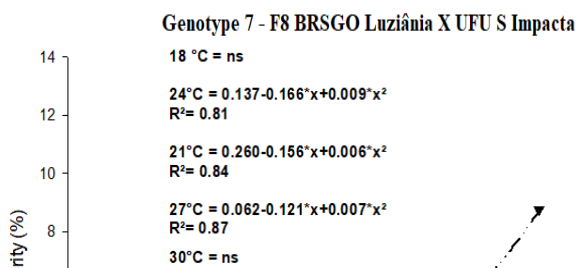 Genotype 7 - F8 BRSGO Luziânia X UFU S Impacta
14
18 °C = ns
24°C = 0.137-0.166*x+0.009*x²
12
R²= 0.81
21°C = 0.260-0.156*x+0.006*x²
10
R²= 0.84
27°C = 0.062-0.121*x+0.007*x²
8
R²= 0.87
30°C = ns
rity (%)